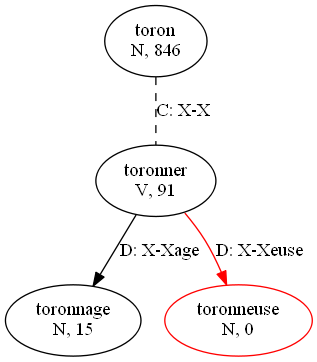 toron
N, 846
C: X-X
toronner
V, 91
D: X-Xage
D: X-Xeuse
toronnage
N, 15
toronneuse
N, 0